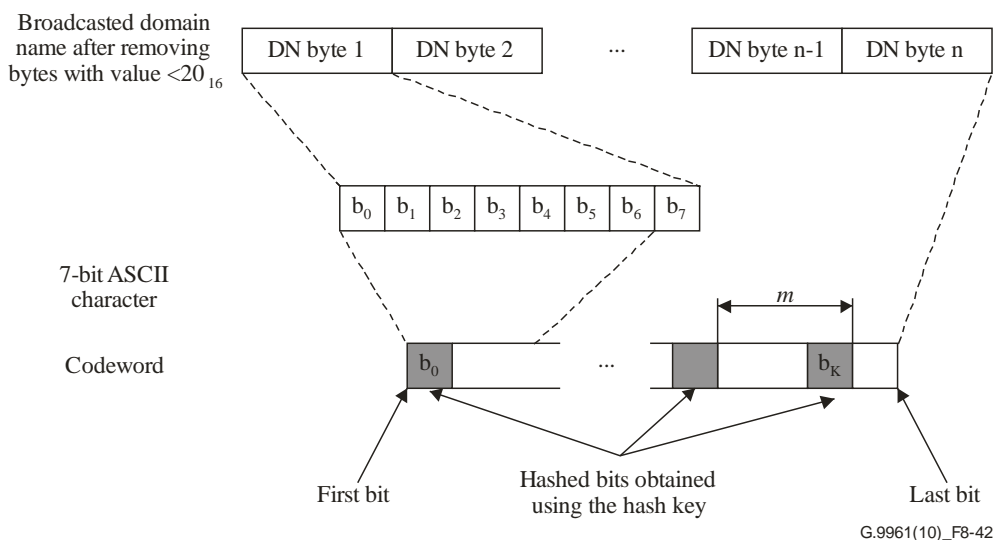 Broadcasted domain
name after removing
bytes with value <20₁₆
DN byte 1 DN byte 2 ... DN byte n-1 DN byte n
b₀ b₁ b₂ b₃ b₄ b₅ b₆ b₇
7-bit ASCII
character
m
Codeword
b₀ ... b_K
First bit
Hashed bits obtained
using the hash key
Last bit
G.9961(10)_F8-42